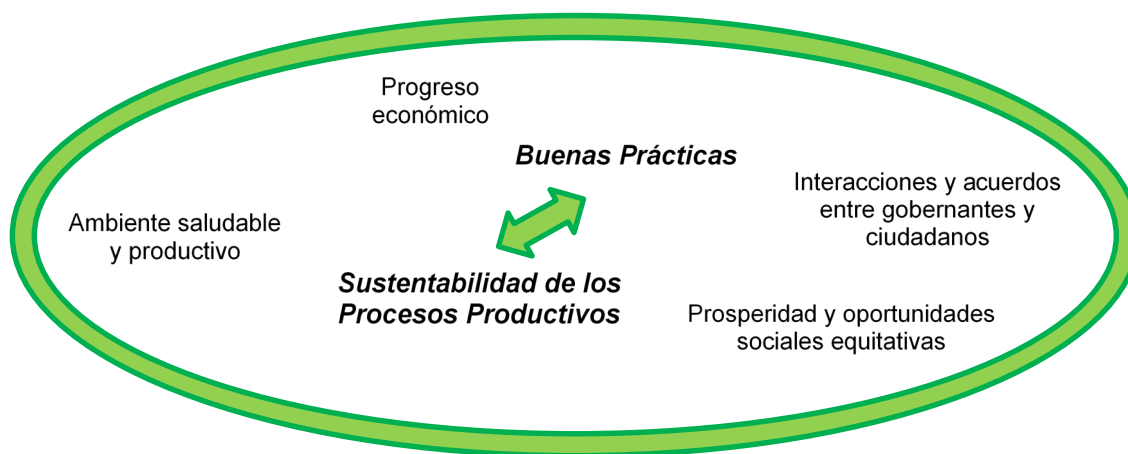 Progreso
económico
Buenas Prácticas
Interacciones y acuerdos
entre gobernantes y
ciudadanos
Ambiente saludable
y productivo
Sustentabilidad de los
Procesos Productivos
Prosperidad y oportunidades
sociales equitativas